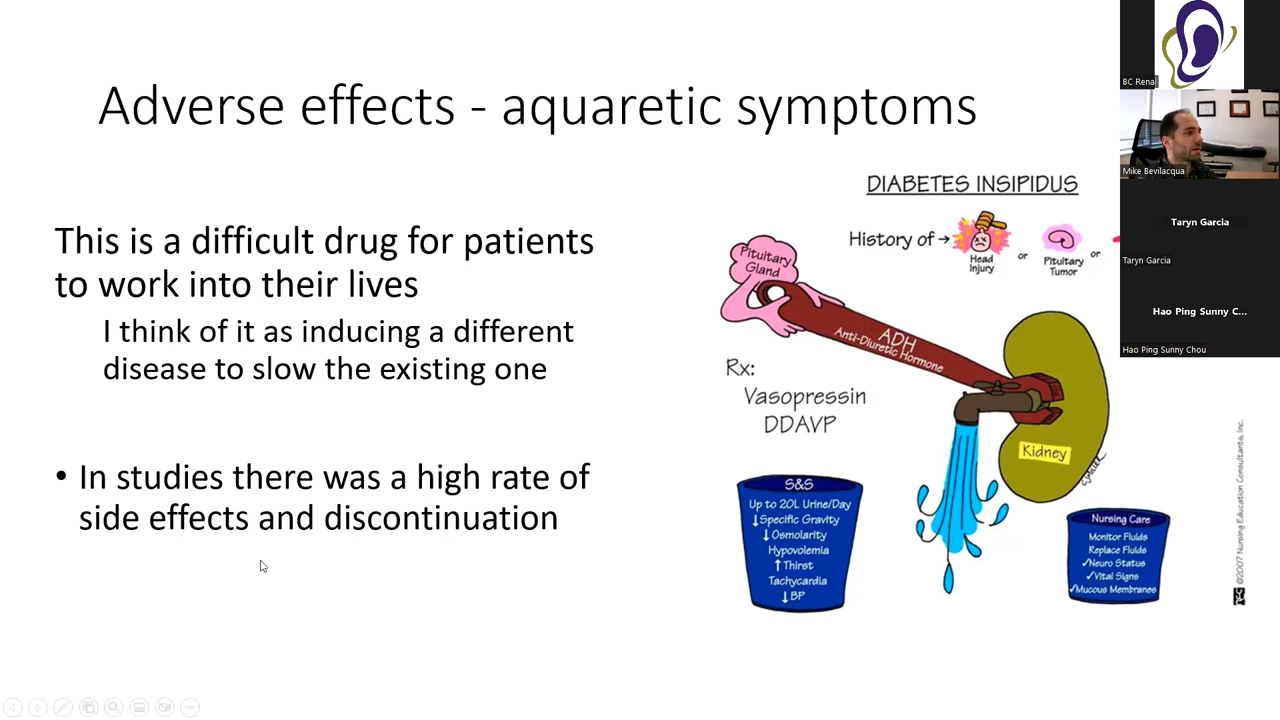 Adverse effects - aquaretic symptoms
This is a difficult drug for patients
to work into their lives
I think of it as inducing a different
disease to slow the existing one
• In studies there was a high rate of
side effects and discontinuation
DIABETES INSIPIDUS
History of →
Head
Injury
or
Pituitary
Tumor
or
Pituitary
Gland
ADH
Anti-Diuretic Hormone
Rx:
Vasopressin
DDAVP
Kidney
S&S
Up to 20L Urine/Day
↓Specific Gravity
↓Osmolarity
Hypovolemia
↑Thirst
Tachycardia
↓BP
Nursing Care
Monitor Fluids
Replace Fluids
✓Neuro Status
✓Vital Signs
✓Mucous Membranes
©2007 Nursing Education Consultants, Inc.
BC Renal
Mike Bevilacqua
Taryn Garcia
Taryn Garcia
Hao Ping Sunny C...
Hao Ping Sunny Chou